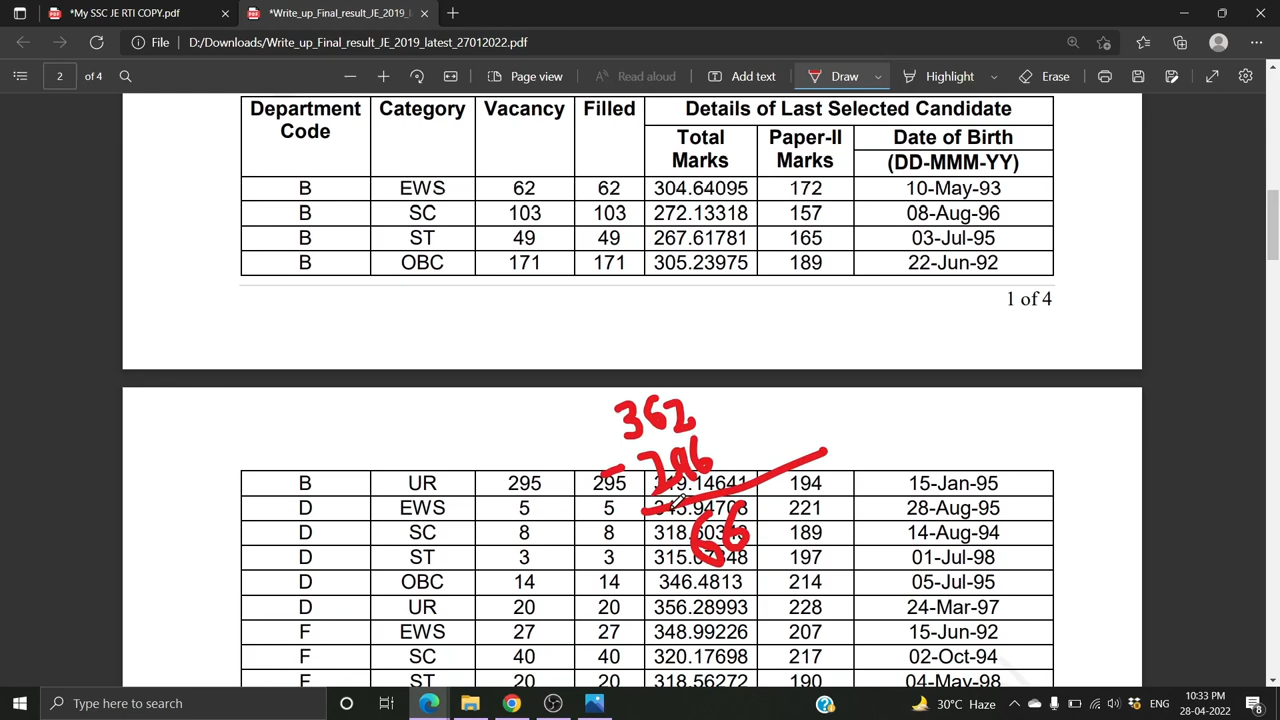 *My SSC JE RTI COPY.pdf
*Write_up_Final_result_JE_2019_l
File D:/Downloads/Write_up_Final_result_JE_2019_latest_27012022.pdf
2 of 4 Page view Read aloud Add text Draw Highlight Erase
Department Code Category Vacancy Filled Details of Last Selected Candidate
Total Marks Paper-II Marks Date of Birth (DD-MMM-YY)
B EWS 62 62 304.64095 172 10-May-93
B SC 103 103 272.13318 157 08-Aug-96
B ST 49 49 267.61781 165 03-Jul-95
B OBC 171 171 305.23975 189 22-Jun-92
1 of 4
362
- 296
66
B UR 295 295 319.14641 194 15-Jan-95
D EWS 5 5 221 28-Aug-95
D SC 8 8 189 14-Aug-94
D ST 3 3 197 01-Jul-98
D OBC 14 14 346.4813 214 05-Jul-95
D UR 20 20 356.28993 228 24-Mar-97
F EWS 27 27 348.99226 207 15-Jun-92
F SC 40 40 320.17698 217 02-Oct-94
F ST 20 20 318.56272 190 04-May-98
Type here to search
30°C Haze
ENG
10:33 PM
28-04-2022
8